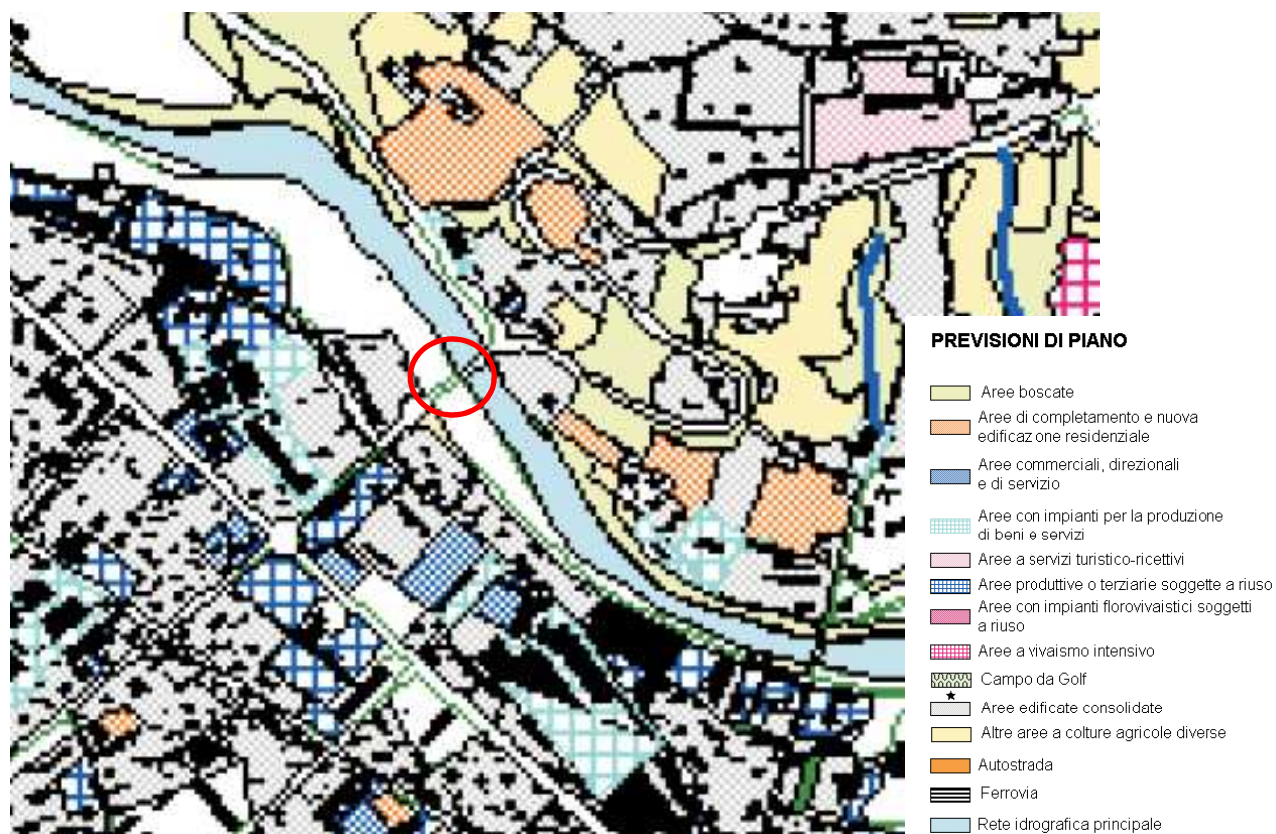 PREVISIONI DI PIANO
Aree boscate
Aree di completamento e nuova
edificazone residenziale
Aree commerciali, direzionali
e di servizio
Aree con impianti per la produzione
di beni e servizi
Aree a servizi turistico-ricettivi
Aree produttive o terziarie soggette a riuso
Aree con impianti florovivaistici soggetti
a riuso
Aree a vivaismo intensivo
Campo da Golf
Aree edificate consolidate
Altre aree a colture agricole diverse
Autostrada
Ferrovia
Rete idrografica principale